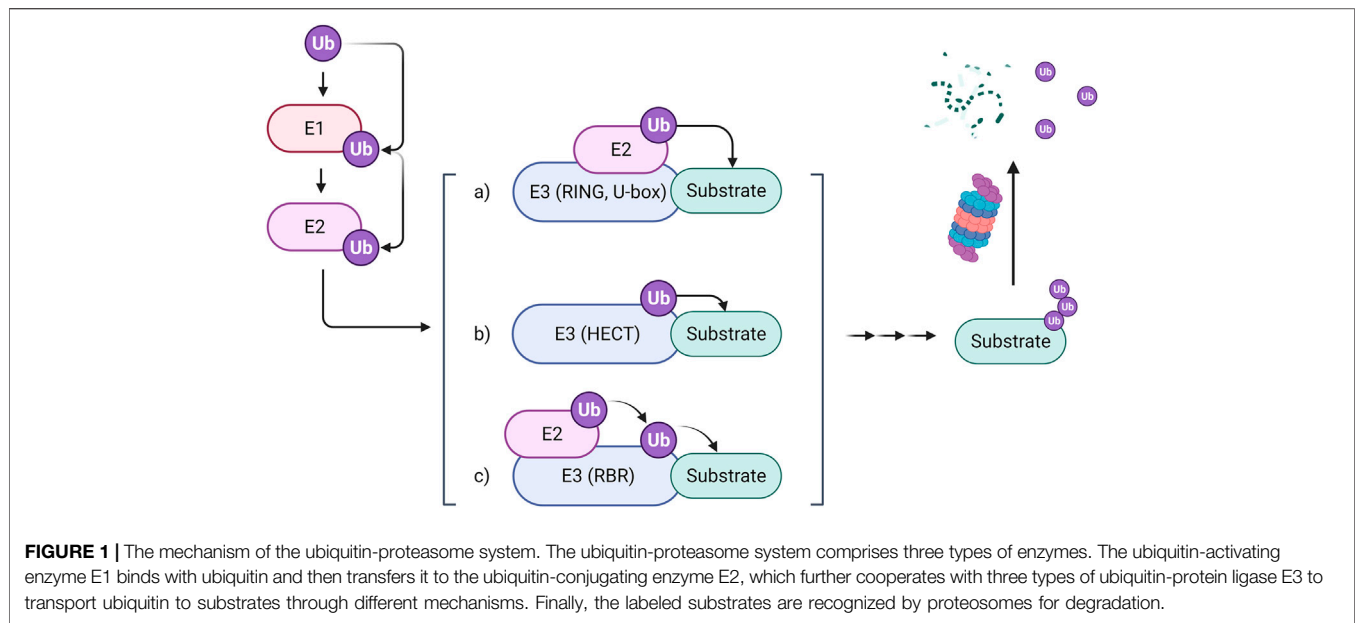 Ub
E1
Ub
E2
Ub
a)
Ub
E2
E3 (RING, U-box)
Substrate
b)
Ub
E3 (HECT)
Substrate
c)
Ub
E2
Ub
E3 (RBR)
Substrate
Ub
Ub
Ub
Ub
Ub
Ub
Substrate
FIGURE 1 | The mechanism of the ubiquitin-proteasome system. The ubiquitin-proteasome system comprises three types of enzymes. The ubiquitin-activating
enzyme E1 binds with ubiquitin and then transfers it to the ubiquitin-conjugating enzyme E2, which further cooperates with three types of ubiquitin-protein ligase E3 to
transport ubiquitin to substrates through different mechanisms. Finally, the labeled substrates are recognized by proteosomes for degradation.